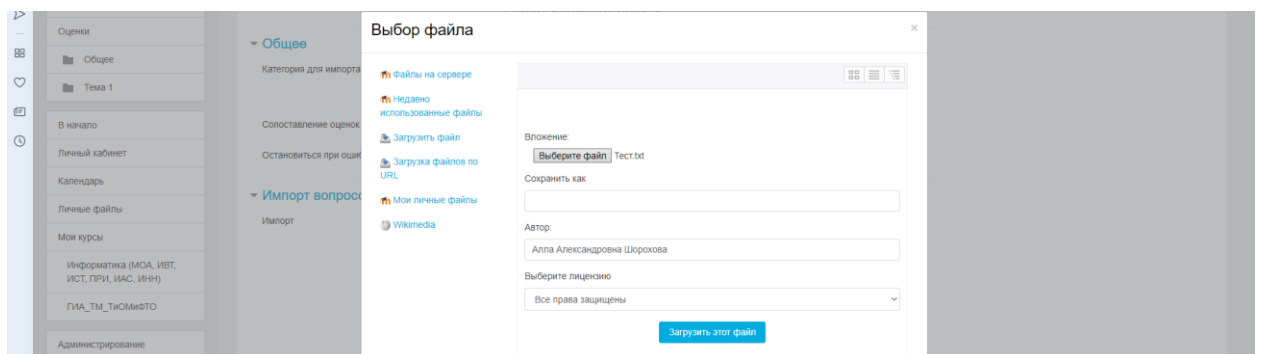 Оценки
Общее
Тема 1
В начало
Личный кабинет
Календарь
Личные файлы
Мои курсы
Информатика (МОА, ИВТ,
ИСТ, ПРИ, ИАС, ИНН)
ГИА_ТМ_ТиОМиФТО
Администрирование
Общее
Категория для импорта
Сопоставление оценок
Остановиться при ошиб
Импорт вопросо
Импорт
Выбор файла
×
Файлы на сервере
Недавно
использованные файлы
Загрузить файл
Загрузка файлов по
URL
Мои личные файлы
Wikimedia
Вложение:
Выберите файл Тест.txt
Сохранить как
Автор:
Алла Александровна Шорохова
Выберите лицензию
Все права защищены
Загрузить этот файл